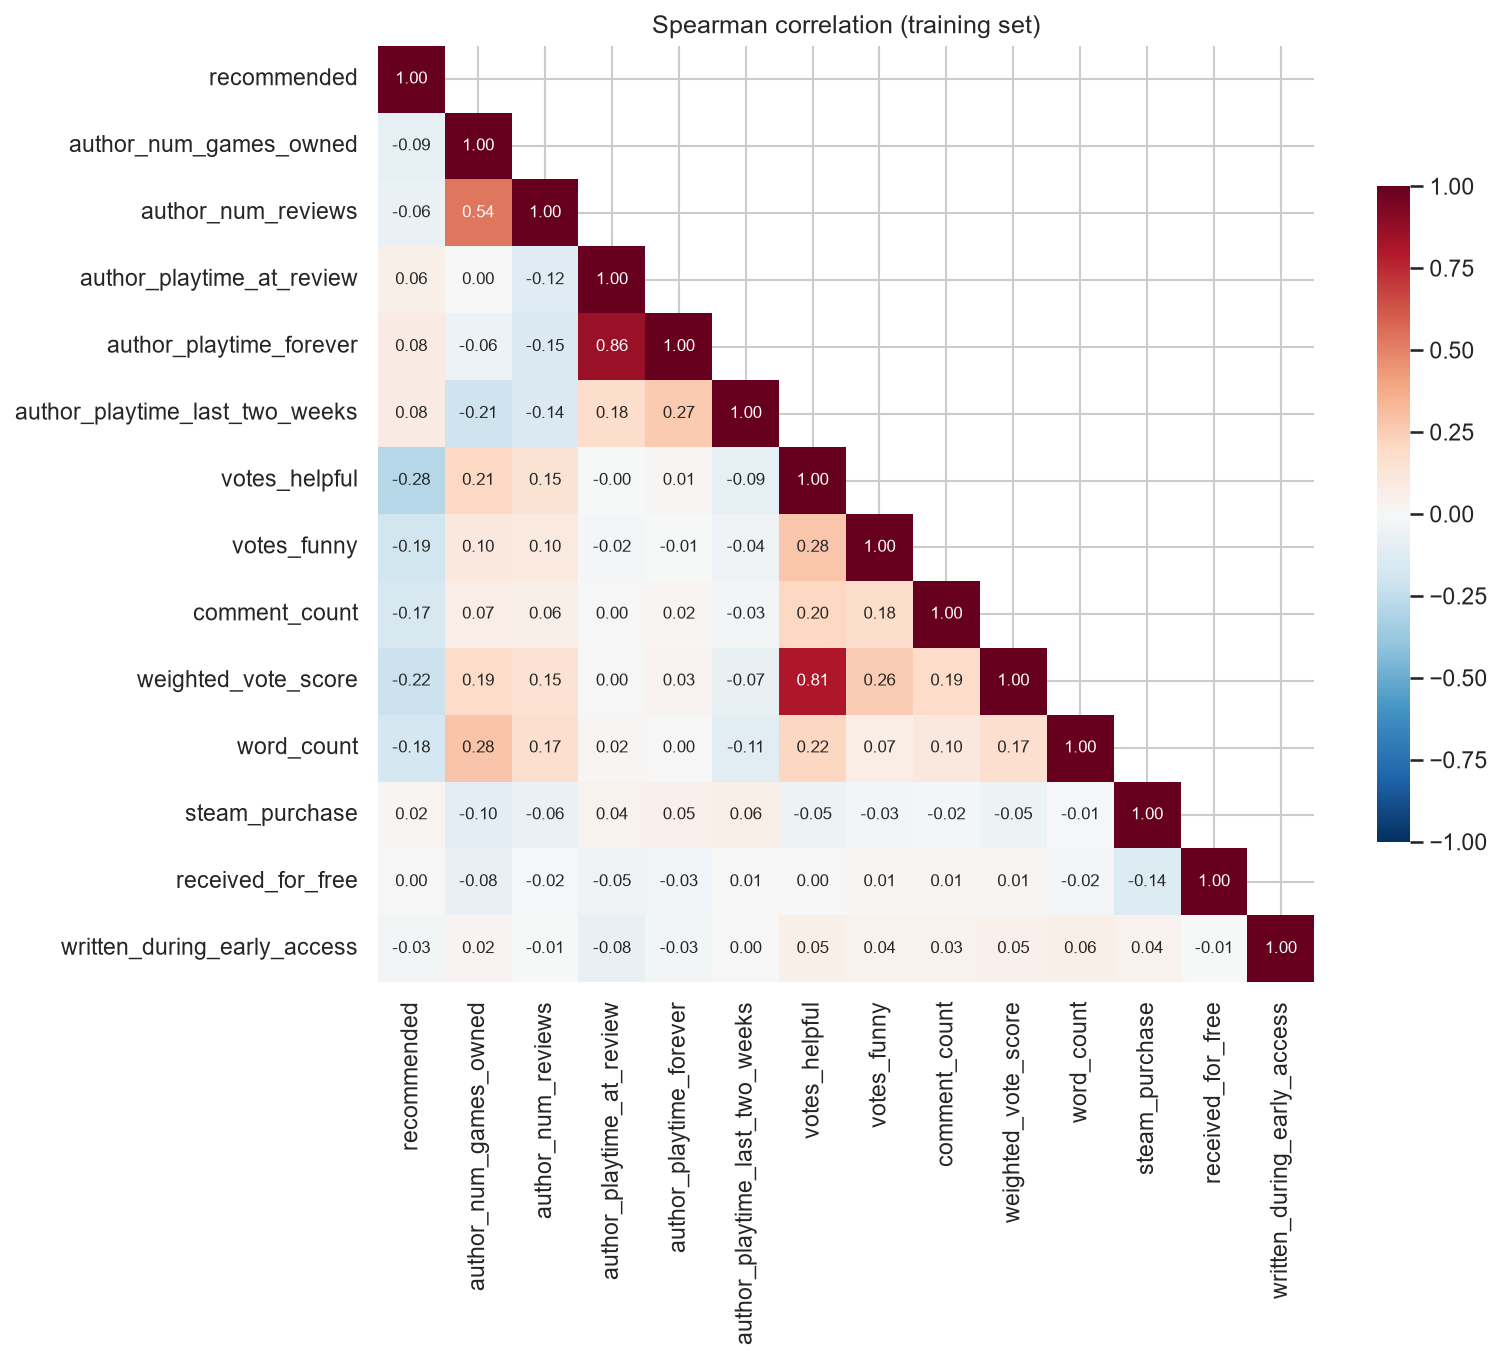 Spearman correlation (training set)
recommended 1.00
author_num_games_owned -0.09 1.00
author_num_reviews -0.06 0.54 1.00
author_playtime_at_review 0.06 0.00 -0.12 1.00
author_playtime_forever 0.08 -0.06 -0.15 0.86 1.00
author_playtime_last_two_weeks 0.08 -0.21 -0.14 0.18 0.27 1.00
votes_helpful -0.28 0.21 0.15 -0.00 0.01 -0.09 1.00
votes_funny -0.19 0.10 0.10 -0.02 -0.01 -0.04 0.28 1.00
comment_count -0.17 0.07 0.06 0.00 0.02 -0.03 0.20 0.18 1.00
weighted_vote_score -0.22 0.19 0.15 0.00 0.03 -0.07 0.81 0.26 0.19 1.00
word_count -0.18 0.28 0.17 0.02 0.00 -0.11 0.22 0.07 0.10 0.17 1.00
steam_purchase 0.02 -0.10 -0.06 0.04 0.05 0.06 -0.05 -0.03 -0.02 -0.05 -0.01 1.00
received_for_free 0.00 -0.08 -0.02 -0.05 -0.03 0.01 0.00 0.01 0.01 0.01 -0.02 -0.14 1.00
written_during_early_access -0.03 0.02 -0.01 -0.08 -0.03 0.00 0.05 0.04 0.03 0.05 0.06 0.04 -0.01 1.00
recommended
author_num_games_owned
author_num_reviews
author_playtime_at_review
author_playtime_forever
author_playtime_last_two_weeks
votes_helpful
votes_funny
comment_count
weighted_vote_score
word_count
steam_purchase
received_for_free
written_during_early_access
1.00
0.75
0.50
0.25
0.00
−0.25
−0.50
−0.75
−1.00